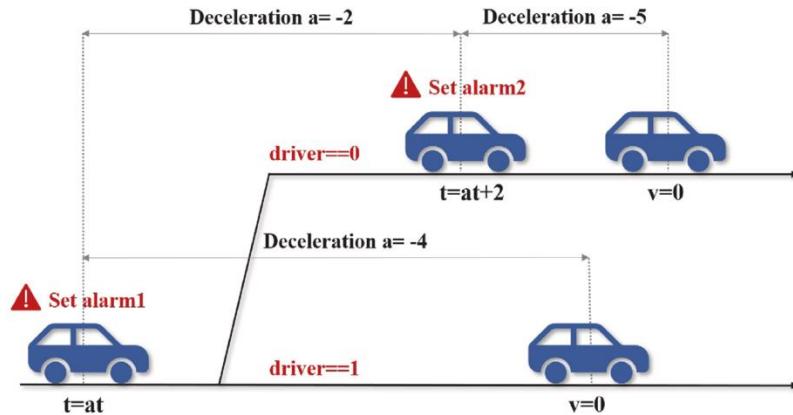 Deceleration a= -2
Deceleration a= -5
Set alarm2
driver==0
t=at+2
v=0
Deceleration a= -4
Set alarm1
driver==1
t=at
v=0